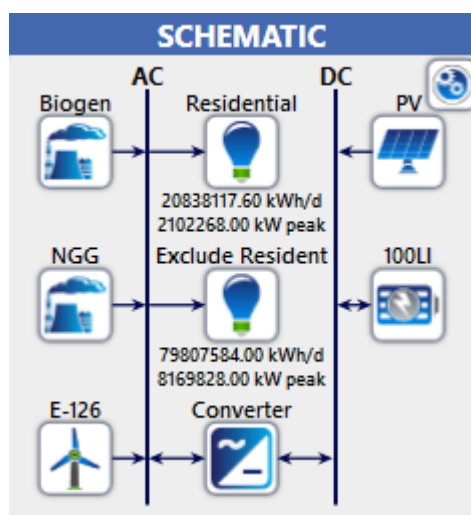 SCHEMATIC
AC DC
Biogen Residential PV
20838117.60 kWh/d
2102268.00 kW peak
NGG Exclude Resident 100LI
79807584.00 kWh/d
8169828.00 kW peak
E-126 Converter